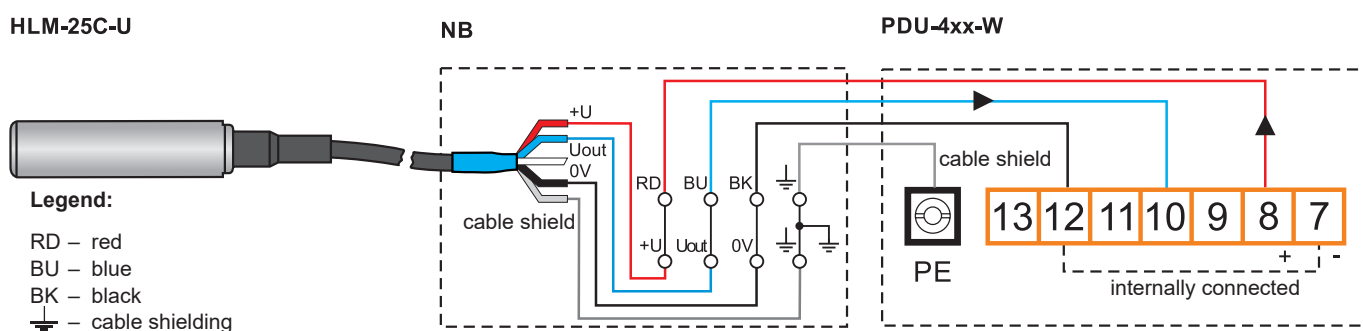 HLM-25C-U
NB
PDU-4xx-W
+U
Uout
0V
cable shield
RD BU BK
+U Uout 0V
cable shield
PE
13 12 11 10 9 8 7
+ -
internally connected
Legend:
RD – red
BU – blue
BK – black
– cable shielding